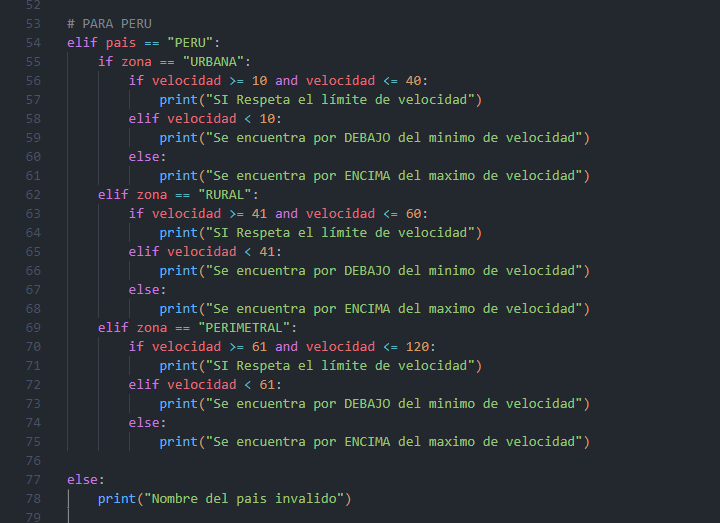 52
53 # PARA PERU
54 elif pais == "PERU":
55     if zona == "URBANA":
56         if velocidad >= 10 and velocidad <= 40:
57             print("SI Respeta el límite de velocidad")
58         elif velocidad < 10:
59             print("Se encuentra por DEBAJO del minimo de velocidad")
60         else:
61             print("Se encuentra por ENCIMA del maximo de velocidad")
62     elif zona == "RURAL":
63         if velocidad >= 41 and velocidad <= 60:
64             print("SI Respeta el límite de velocidad")
65         elif velocidad < 41:
66             print("Se encuentra por DEBAJO del minimo de velocidad")
67         else:
68             print("Se encuentra por ENCIMA del maximo de velocidad")
69     elif zona == "PERIMETRAL":
70         if velocidad >= 61 and velocidad <= 120:
71             print("SI Respeta el límite de velocidad")
72         elif velocidad < 61:
73             print("Se encuentra por DEBAJO del minimo de velocidad")
74         else:
75             print("Se encuentra por ENCIMA del maximo de velocidad")
76
77 else:
78     print("Nombre del pais invalido")
79